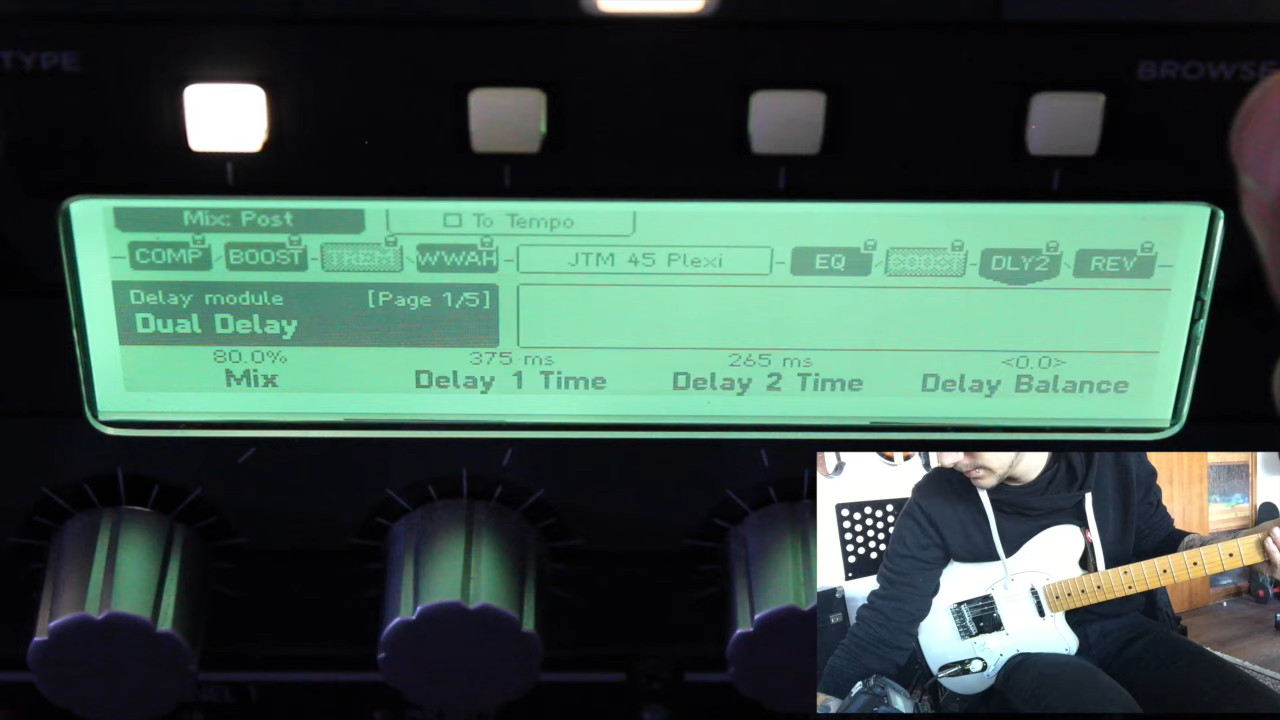 TYPE
BROWSE
Mix: Post
To Tempo
COMP BOOST TREM WWAH JTM 45 Plexi EQ BOOST DLY2 REV
Delay module [Page 1/5]
Dual Delay
80.0% 375 ms 265 ms <0.0>
Mix Delay 1 Time Delay 2 Time Delay Balance